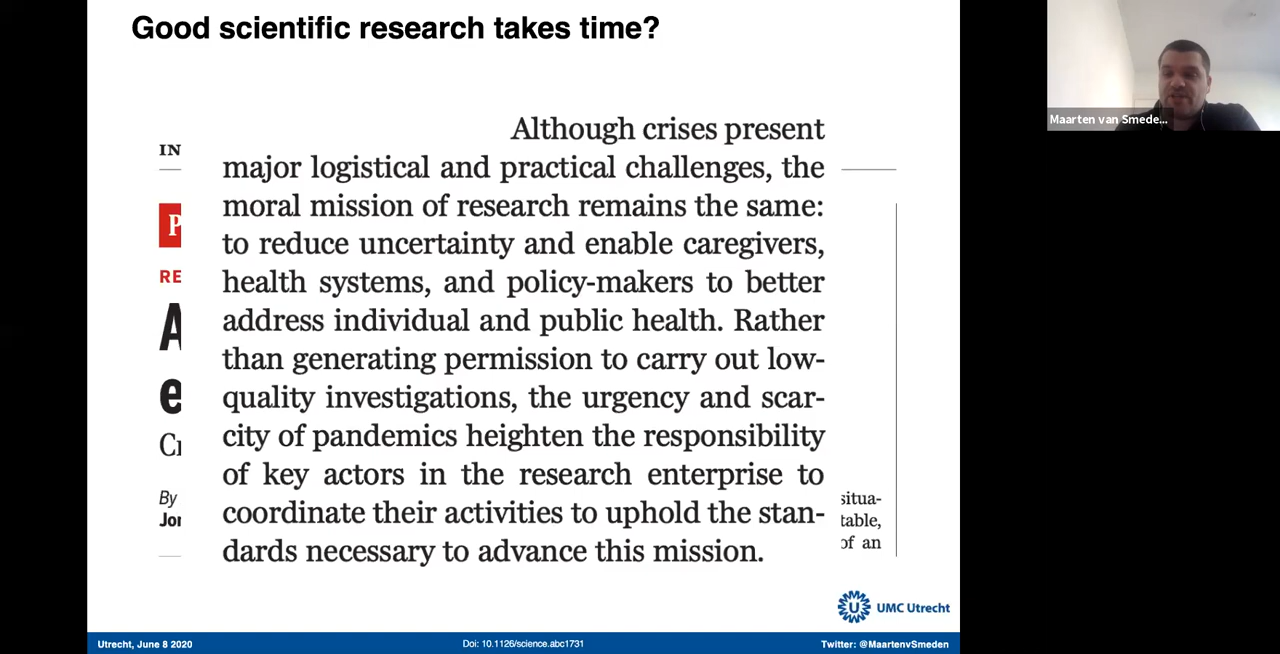 Good scientific research takes time?
Although crises present
major logistical and practical challenges, the
moral mission of research remains the same:
to reduce uncertainty and enable caregivers,
health systems, and policy-makers to better
address individual and public health. Rather
than generating permission to carry out low-
quality investigations, the urgency and scar-
city of pandemics heighten the responsibility
of key actors in the research enterprise to
coordinate their activities to uphold the stan-
dards necessary to advance this mission.
IN
P
RE
A
e
By
Jon
situa-
table,
of an
U UMC Utrecht
Utrecht, June 8 2020
Doi: 10.1126/science.abc1731
Twitter: @MaartenvSmeden
Maarten van Smede...